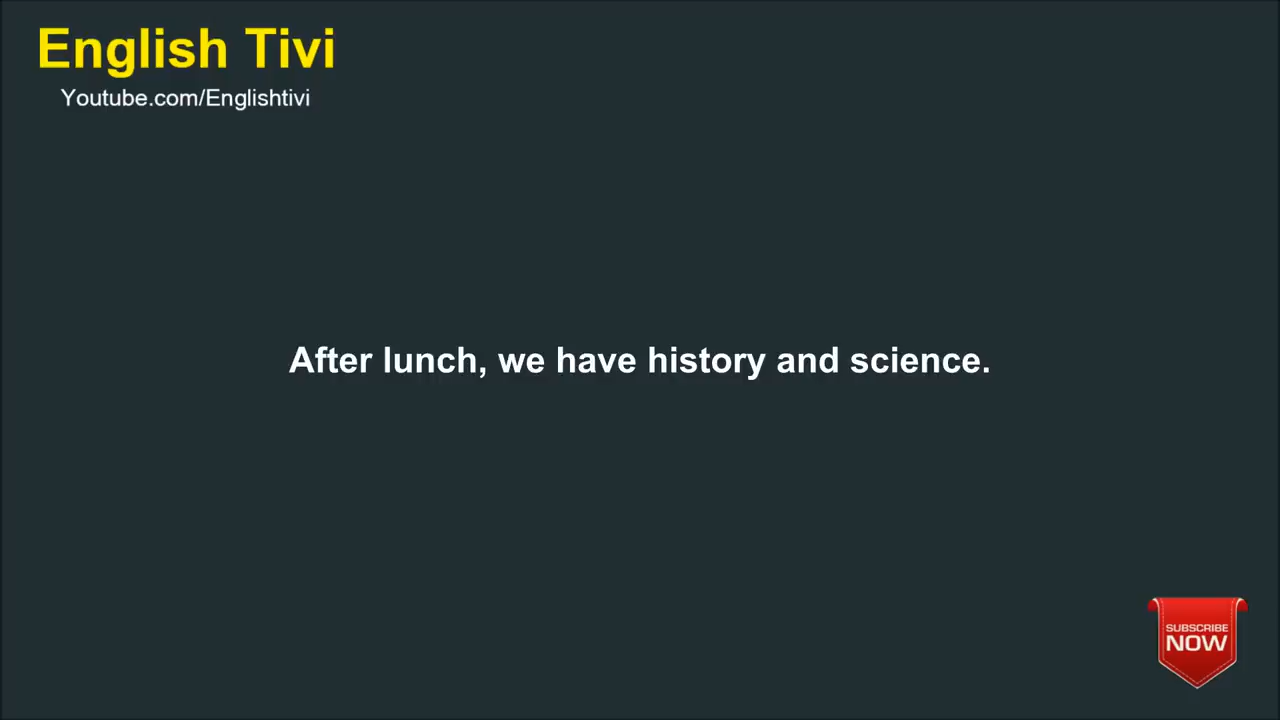 English Tivi
Youtube.com/Englishtivi
After lunch, we have history and science.
SUBSCRIBE
NOW